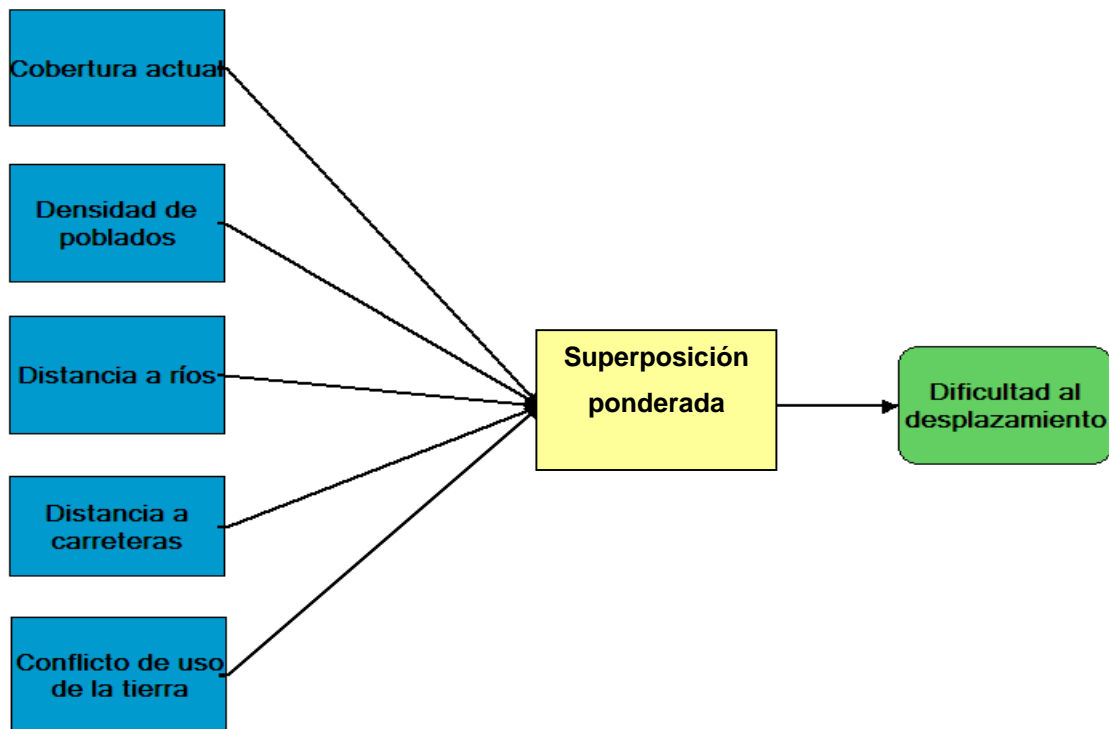 Cobertura actual
Densidad de
poblados
Distancia a ríos
Distancia a
carreteras
Conflicto de uso
de la tierra
Superposición
ponderada
Dificultad al
desplazamiento